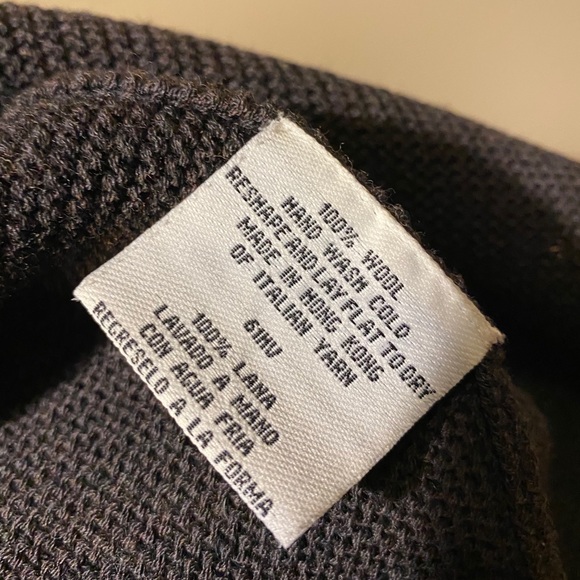 100% WOOL
HAND WASH COLD
RESHAPE AND LAY FLAT TO DRY
MADE IN HONG KONG
OF ITALIAN YARN
6MU
100% LANA
LAVADO A MANO
CON AGUA FRIA
REGRESELO A LA FORMA